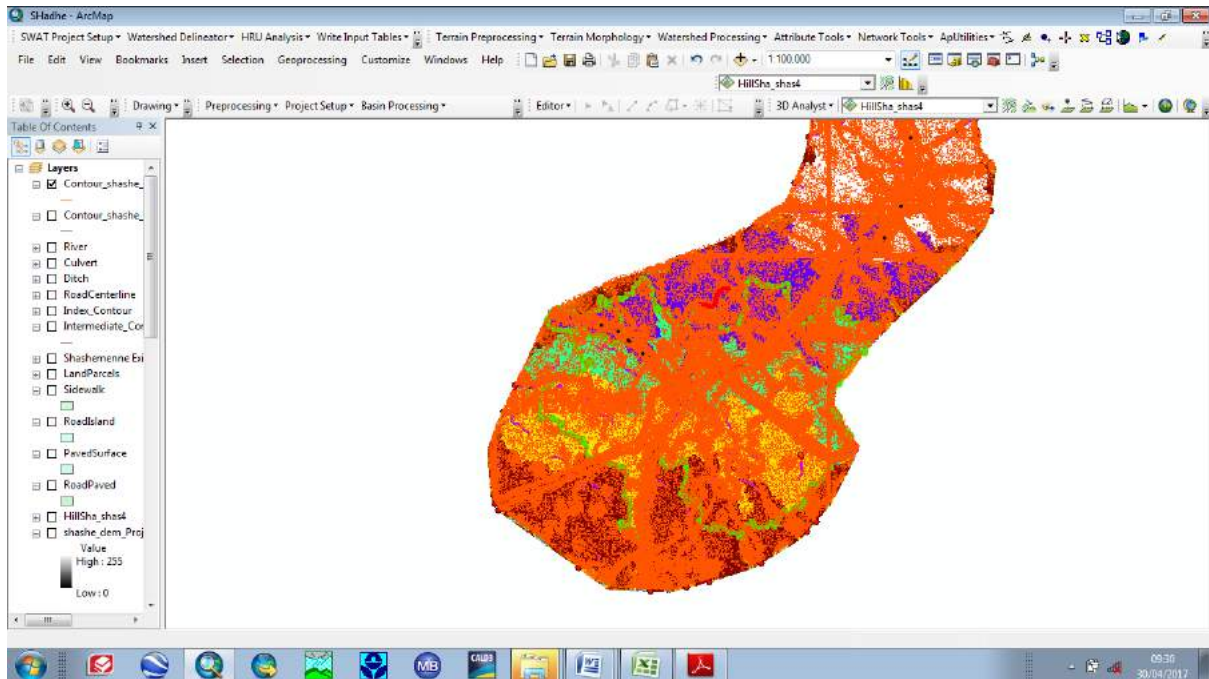 SHadhe - ArcMap
SWAT Project Setup Watershed Delineator HRU Analysis Write Input Tables Terrain Preprocessing Terrain Morphology Watershed Processing Attribute Tools Network Tools ApUtilities
File Edit View Bookmarks Insert Selection Geoprocessing Customize Windows Help 1:100,000
HillSha_shas4
Drawing Preprocessing Project Setup Basin Processing Editor 3D Analyst HillSha_shas4
Table Of Contents
Layers
Contour_shashe_
Contour_shashe_
River
Culvert
Ditch
RoadCenterline
Index_Contour
Intermediate_Cor
Shashemenne Exi
LandParcels
Sidewalk
RoadIsland
PavedSurface
RoadPaved
HillSha_shas4
shashe_dem_Proj
Value
High : 255
Low : 0
MB
09:30
30/04/2017